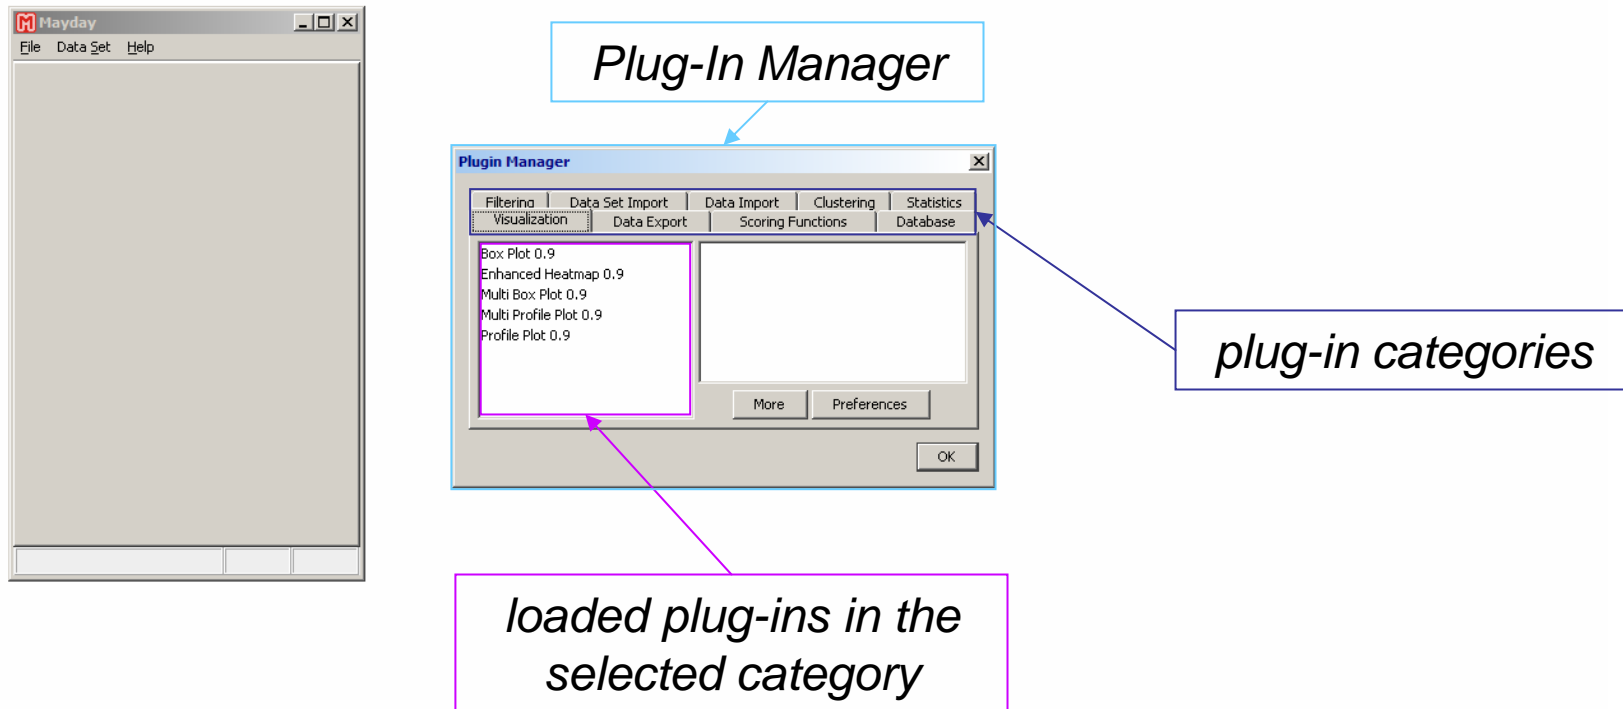 Mayday
File Data Set Help
Plug-In Manager
Plugin Manager
Filtering Data Set Import Data Import Clustering Statistics
Visualization Data Export Scoring Functions Database
Box Plot 0.9
Enhanced Heatmap 0.9
Multi Box Plot 0.9
Multi Profile Plot 0.9
Profile Plot 0.9
More Preferences
OK
plug-in categories
loaded plug-ins in the
selected category